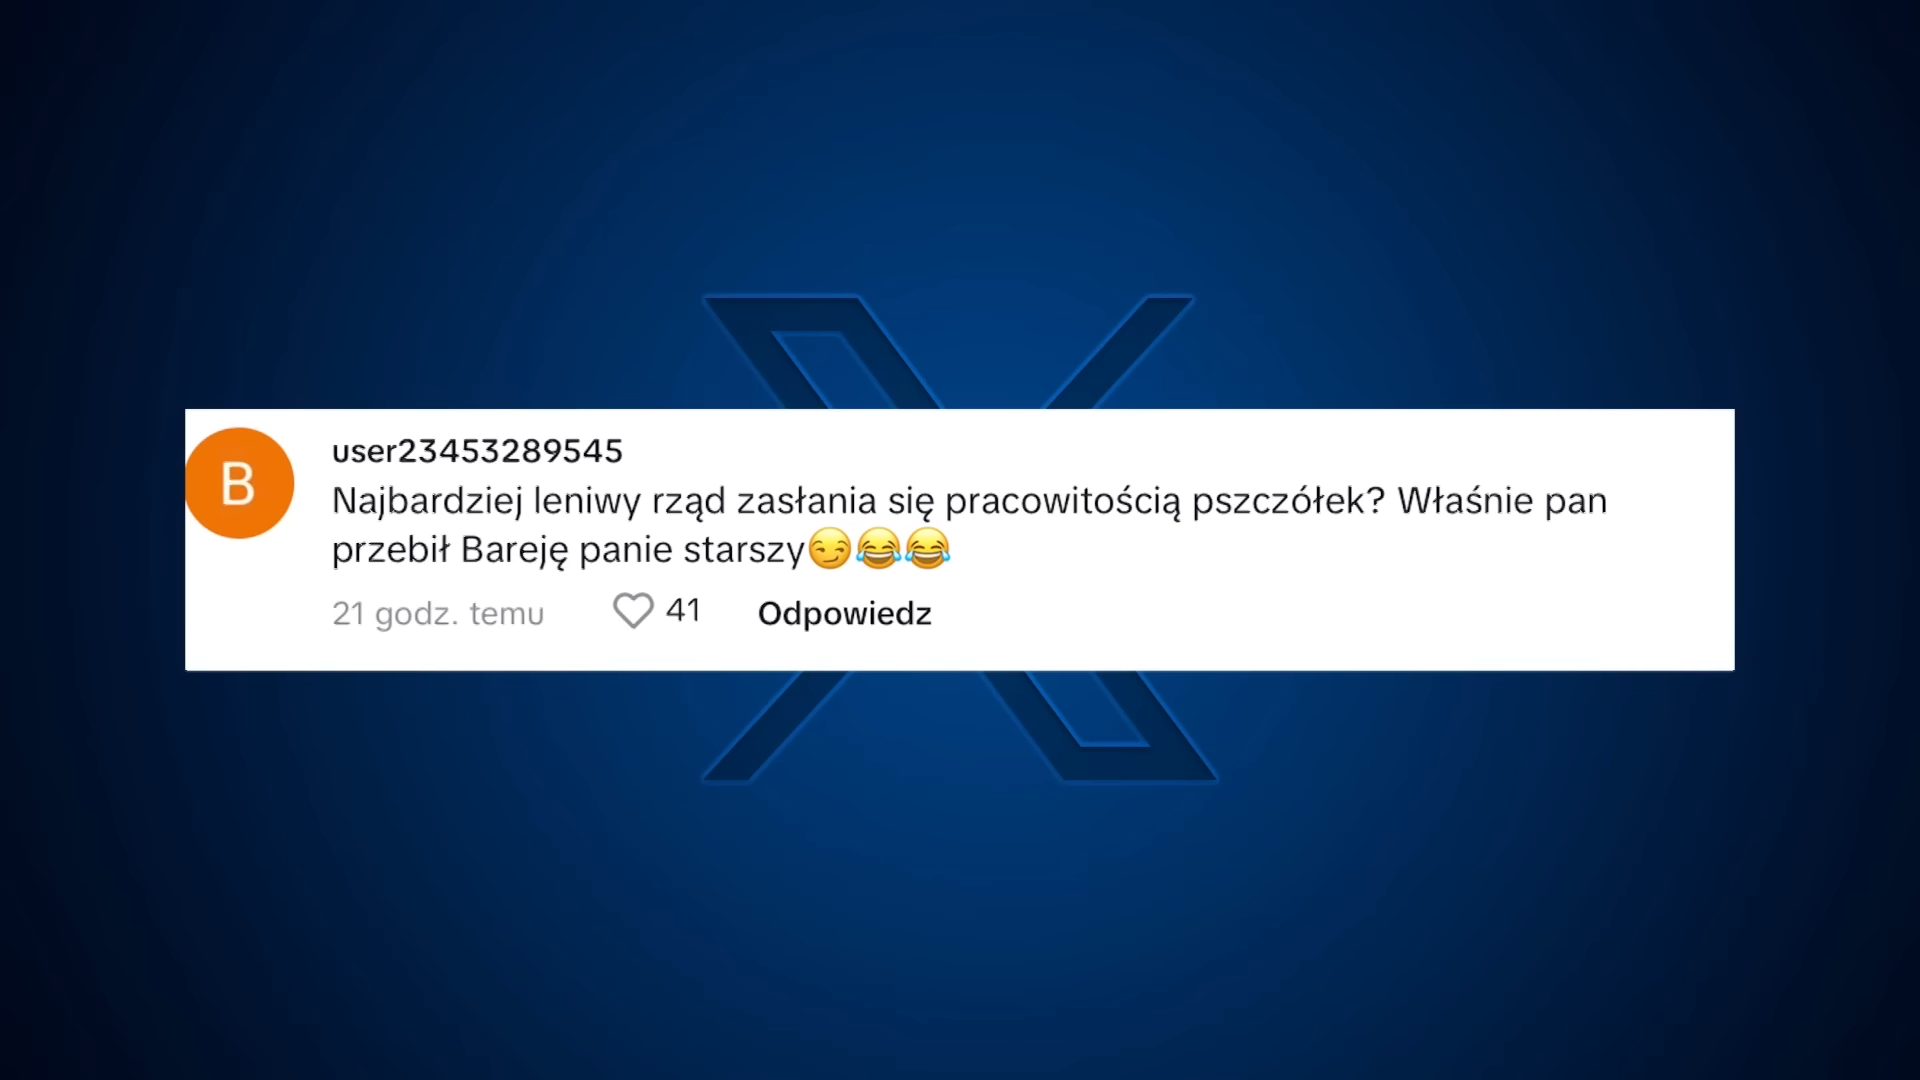 B
user23453289545
Najbardziej leniwy rząd zasłania się pracowitością pszczółek? Właśnie pan
przebił Bareję panie starszy😏😂😂
21 godz. temu 41 Odpowiedz